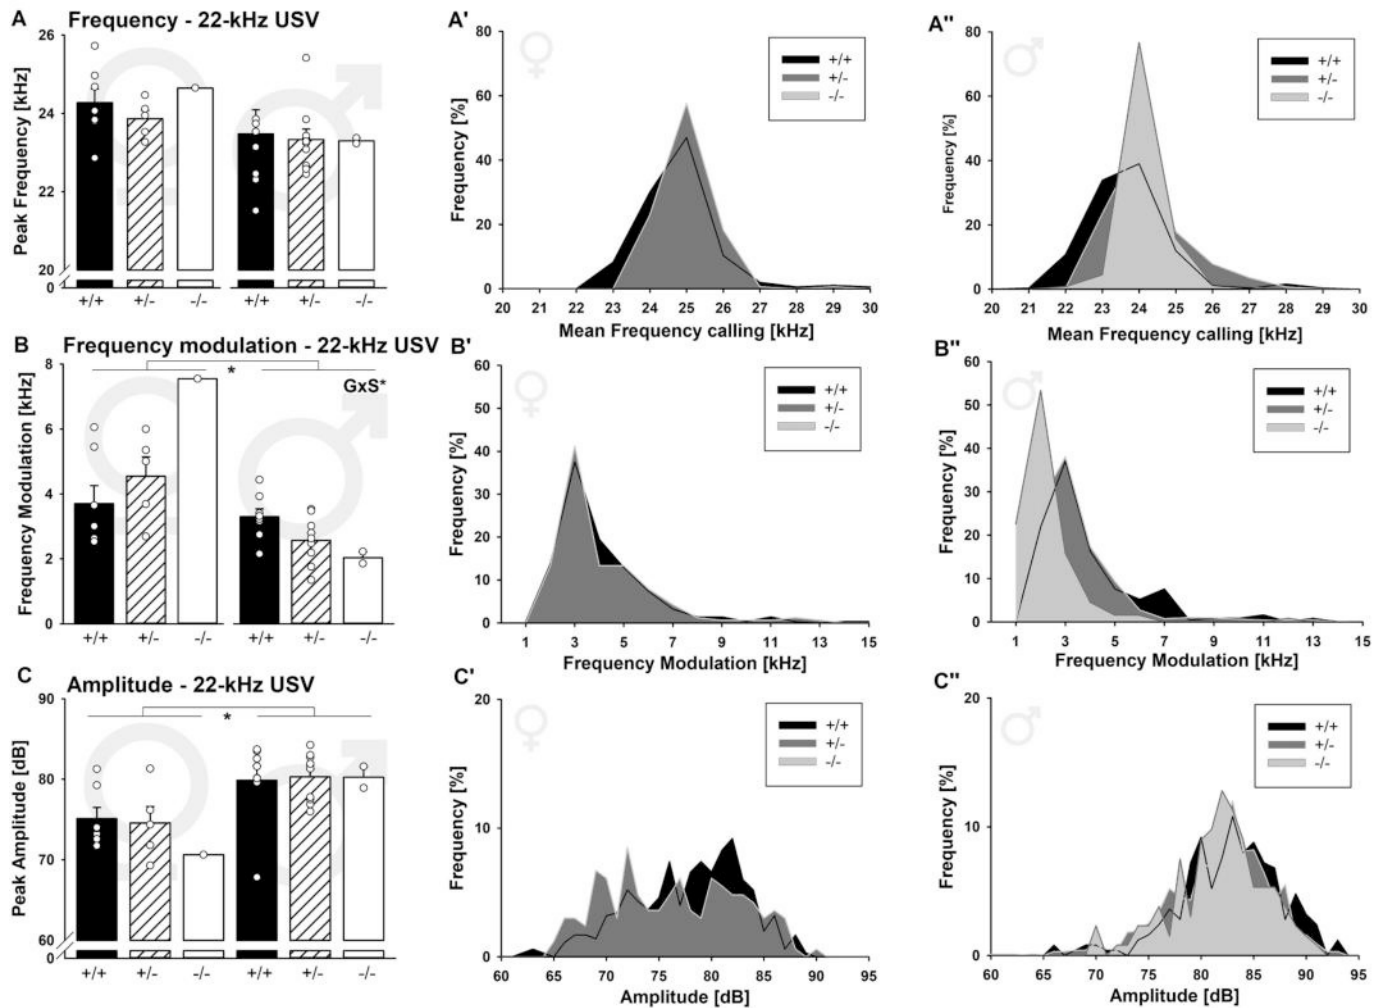 A Frequency - 22-kHz USV
Peak Frequency [kHz]
26
24
22
20
0
+/+ +/- -/- +/+ +/- -/-
A'
Frequency [%]
80
60
40
20
0
20 21 22 23 24 25 26 27 28 29 30
Mean Frequency calling [kHz]
+/+
+/-
-/-
A"
Frequency [%]
80
60
40
20
0
20 21 22 23 24 25 26 27 28 29 30
Mean Frequency calling [kHz]
+/+
+/-
-/-
B Frequency modulation - 22-kHz USV
Frequency Modulation [kHz]
8
6
4
2
0
*
GxS*
+/+ +/- -/- +/+ +/- -/-
B'
Frequency [%]
60
50
40
30
20
10
0
1 3 5 7 9 11 13 15
Frequency Modulation [kHz]
+/+
+/-
-/-
B"
Frequency [%]
60
50
40
30
20
10
0
1 3 5 7 9 11 13 15
Frequency Modulation [kHz]
+/+
+/-
-/-
C Amplitude - 22-kHz USV
Peak Amplitude [dB]
90
80
70
60
0
*
+/+ +/- -/- +/+ +/- -/-
C'
Frequency [%]
20
10
0
60 65 70 75 80 85 90 95
Amplitude [dB]
+/+
+/-
-/-
C"
Frequency [%]
20
10
0
60 65 70 75 80 85 90 95
Amplitude [dB]
+/+
+/-
-/-